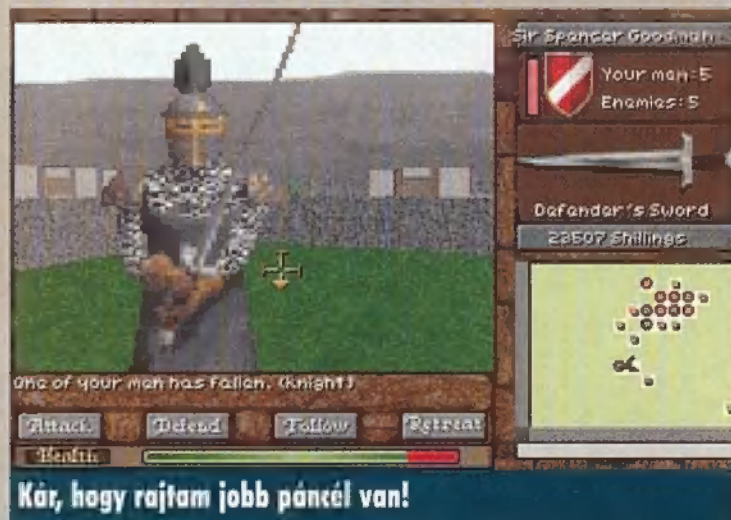 Sir Spencer Goodman
Your men:5
Enemies:5
Defender's Sword
23507 Shillings
One of your men has fallen. (knight)
Attack Defend Follow Retreat
Health
Kár, hogy rajtam jobb páncél van!